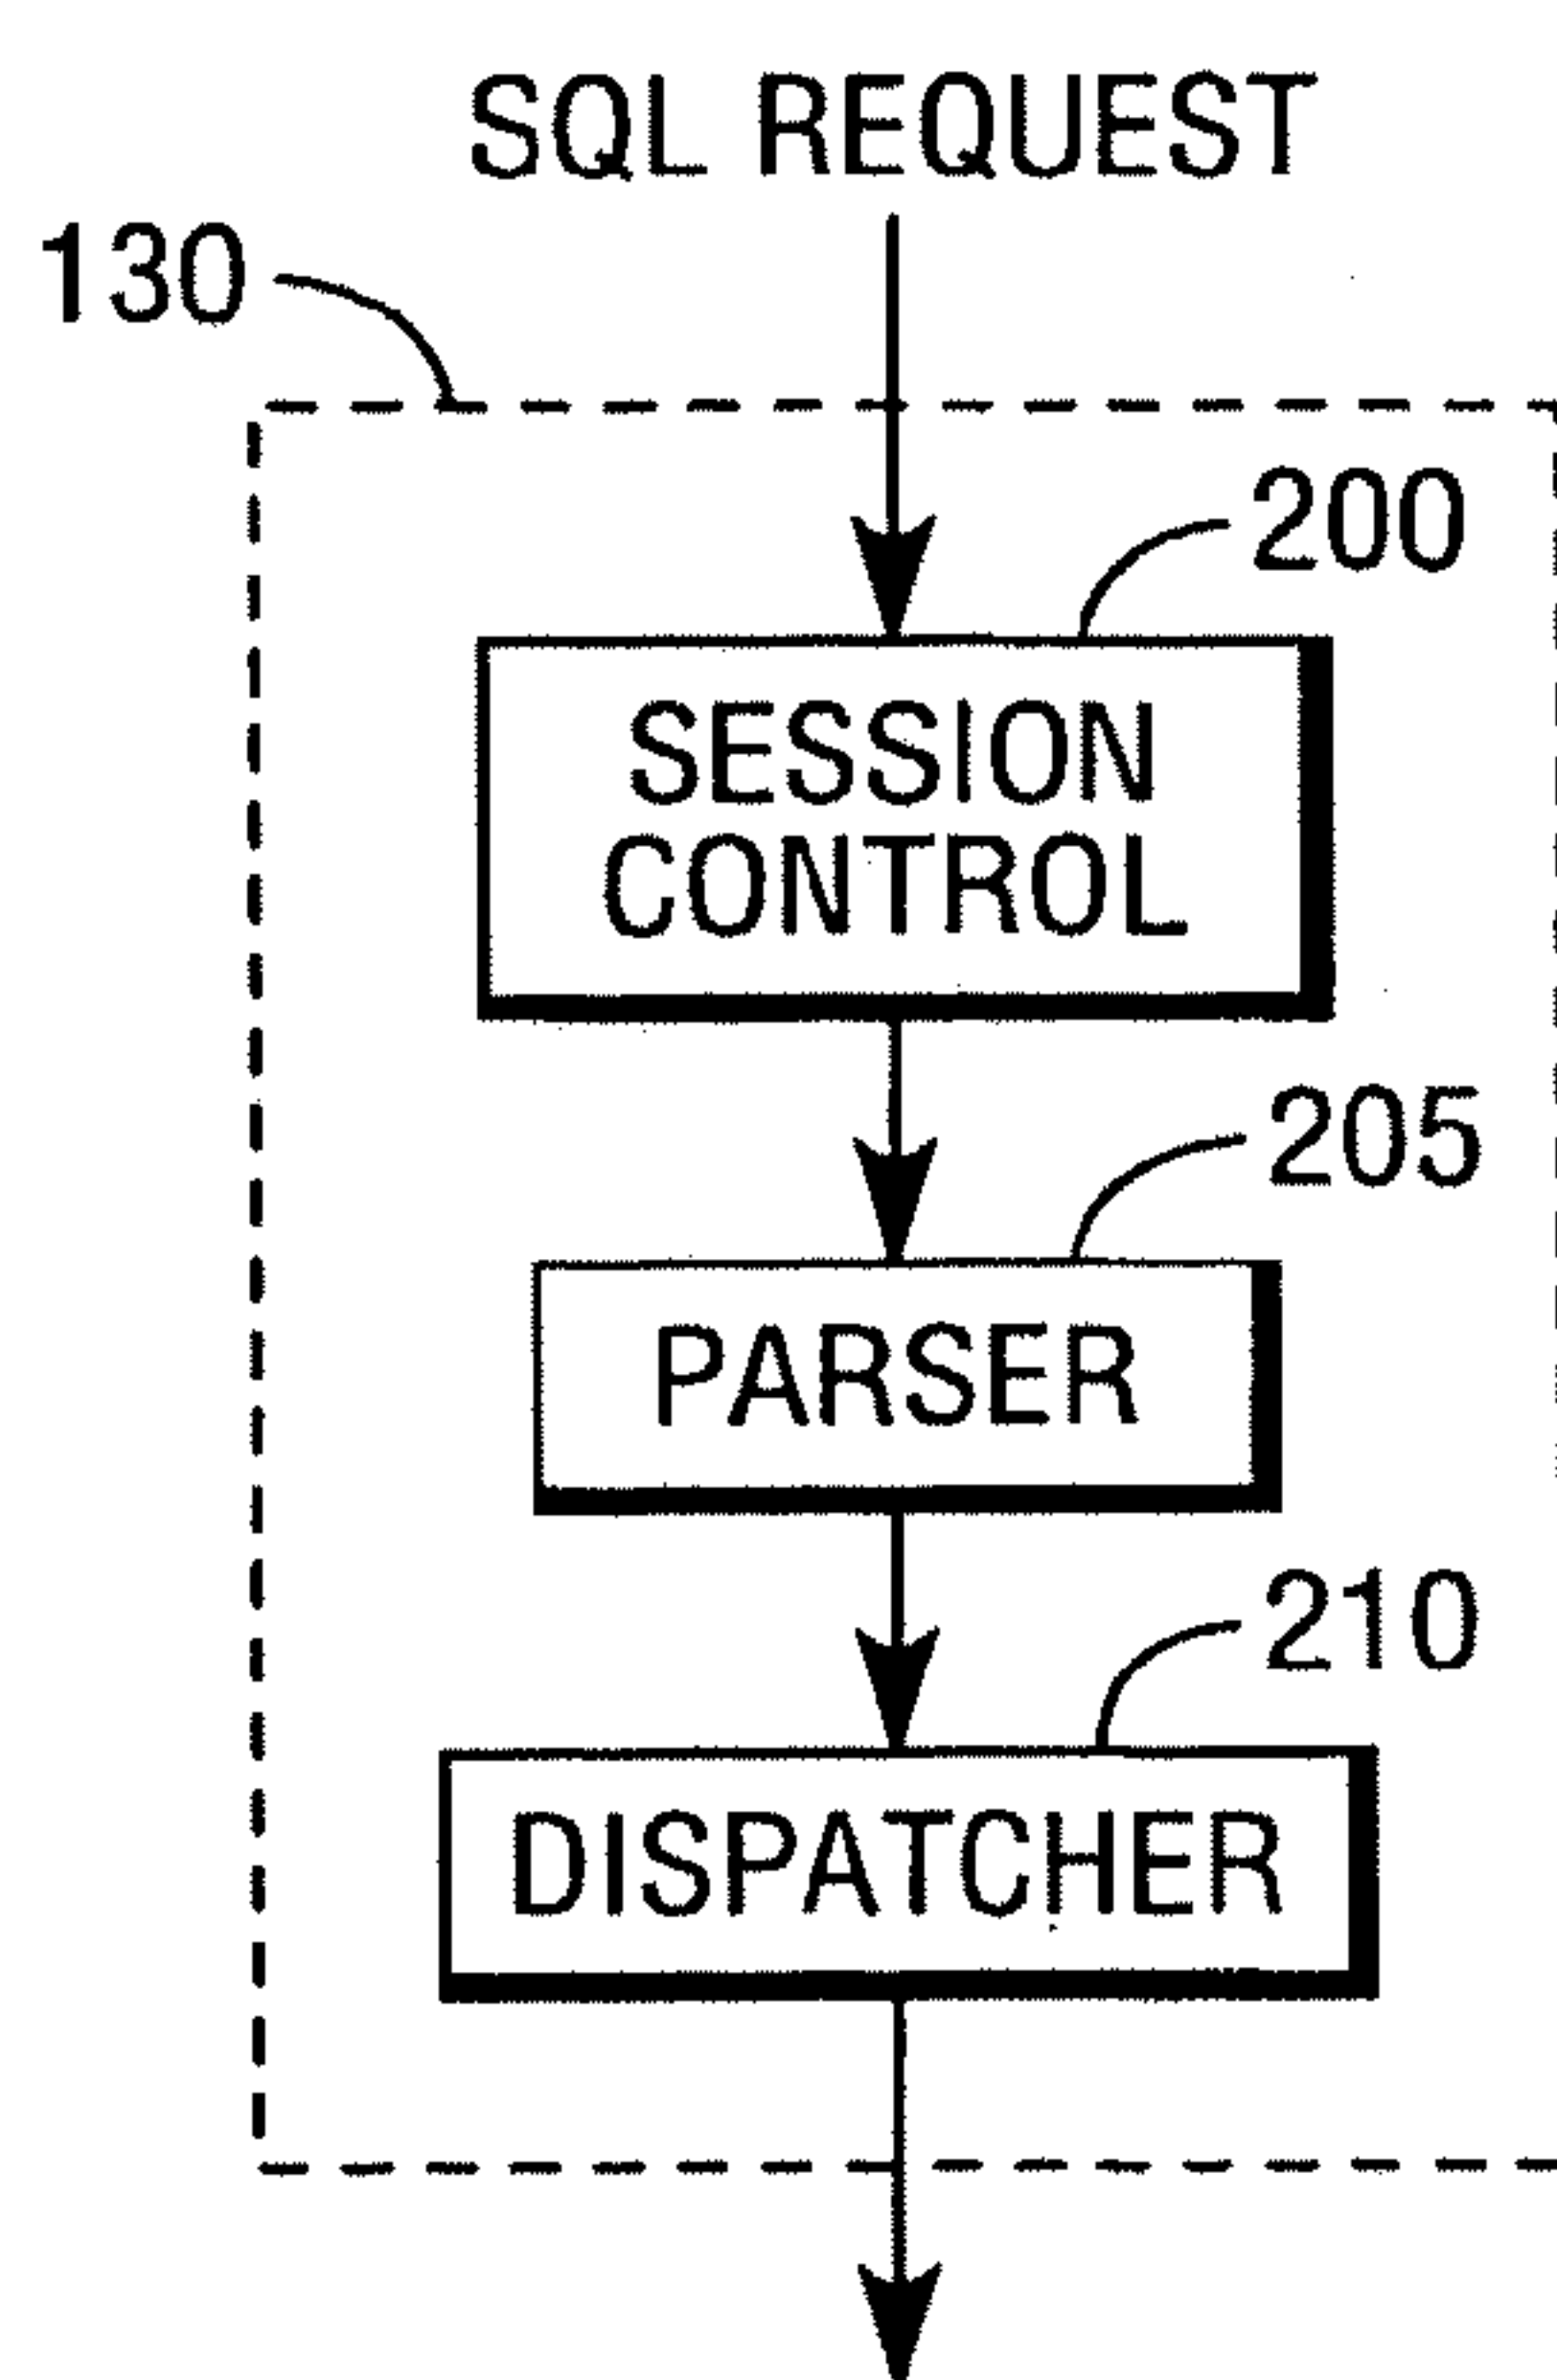 SQL REQUEST
130
200
SESSION
CONTROL
205
PARSER
210
DISPATCHER